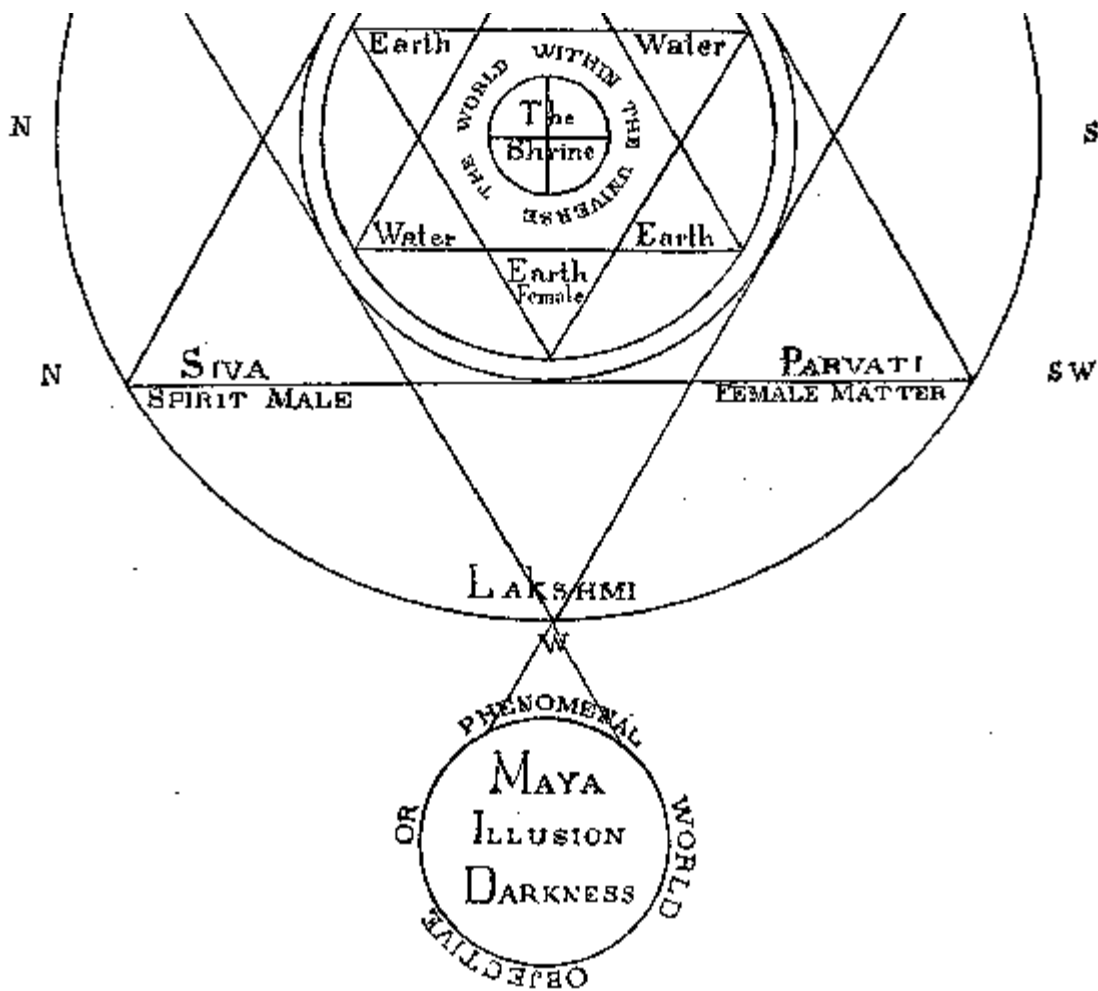 Earth
Water
THE WORLD WITHIN THE UNIVERSE
The
Shrine
N
S
Water
Earth
Earth
Female
N
SIVA
PARVATI
SW
SPIRIT MALE
FEMALE MATTER
LAKSHMI
W
PHENOMENAL WORLD
OR OBJECTIVE
MAYA
ILLUSION
DARKNESS